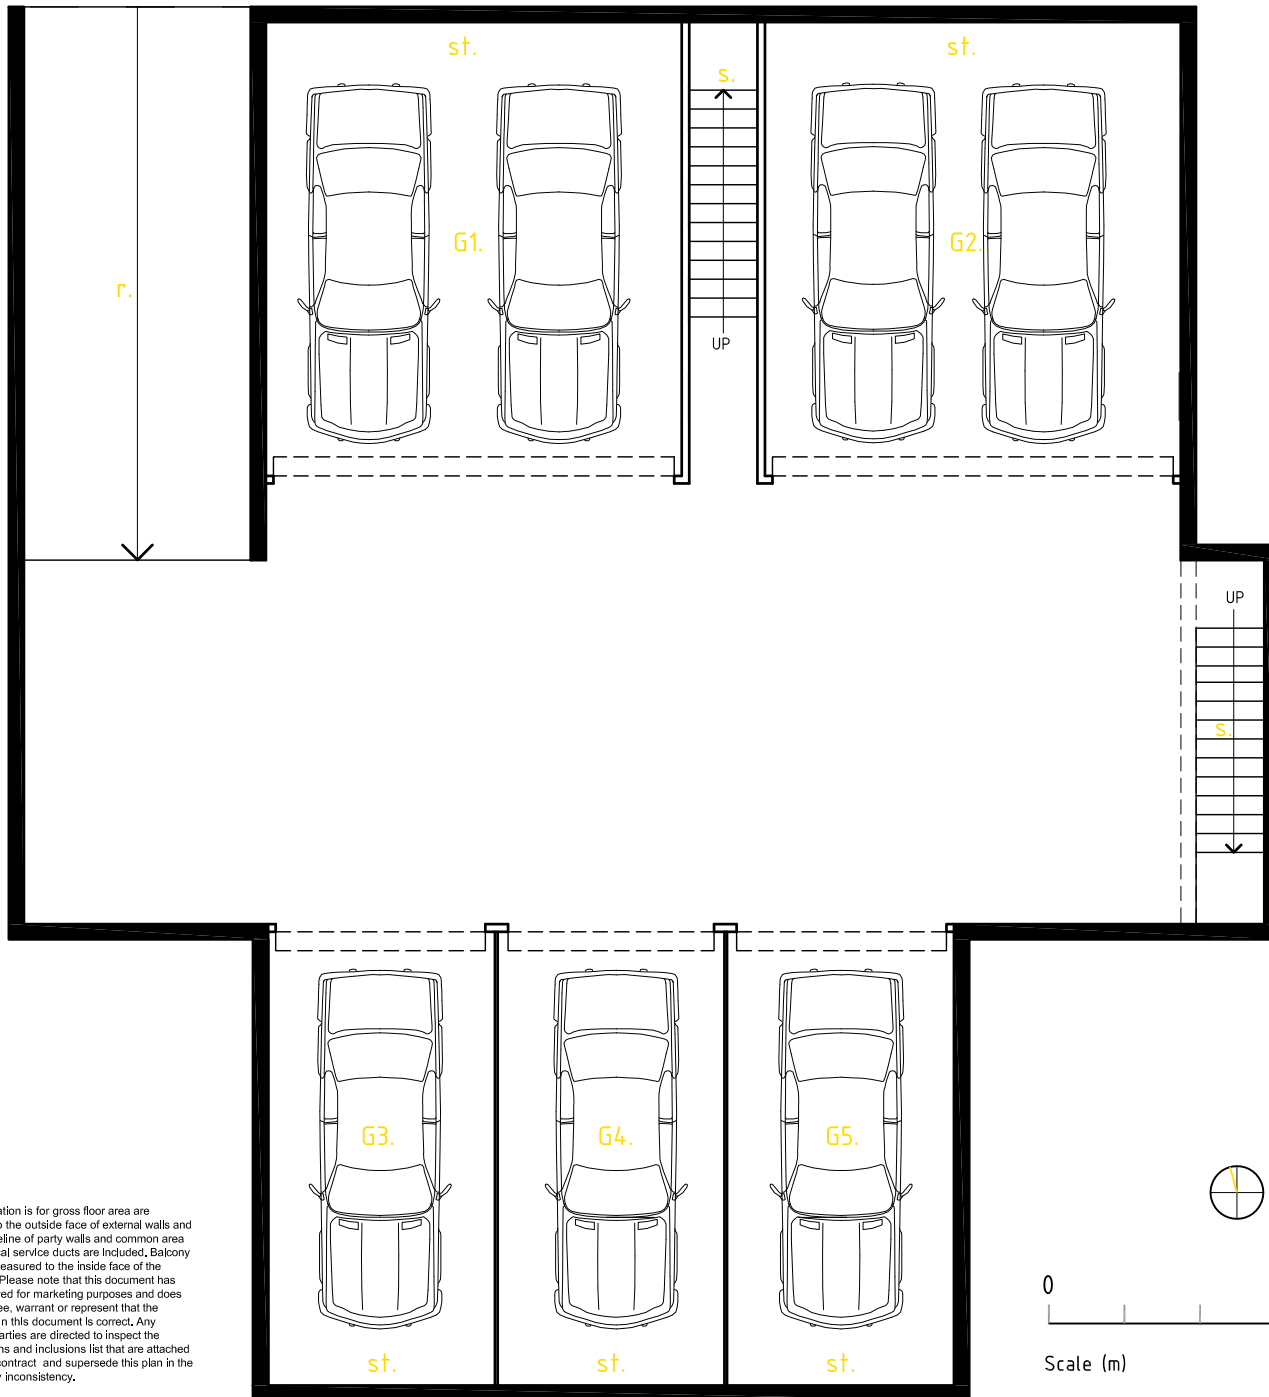 st.
st.
s.
G1.
G2.
r.
UP
UP
s.
G3.
G4.
G5.
ation is for gross floor area are
o the outside face of external walls and
eline of party walls and common area
cal service ducts are included. Balcony
easured to the inside face of the
Please note that this document has
red for marketing purposes and does
ee, warrant or represent that the
n this document is correct. Any
arties are directed to inspect the
ns and inclusions list that are attached
contract and supersede this plan in the
y inconsistency.
0
Scale (m)
st.
st.
st.